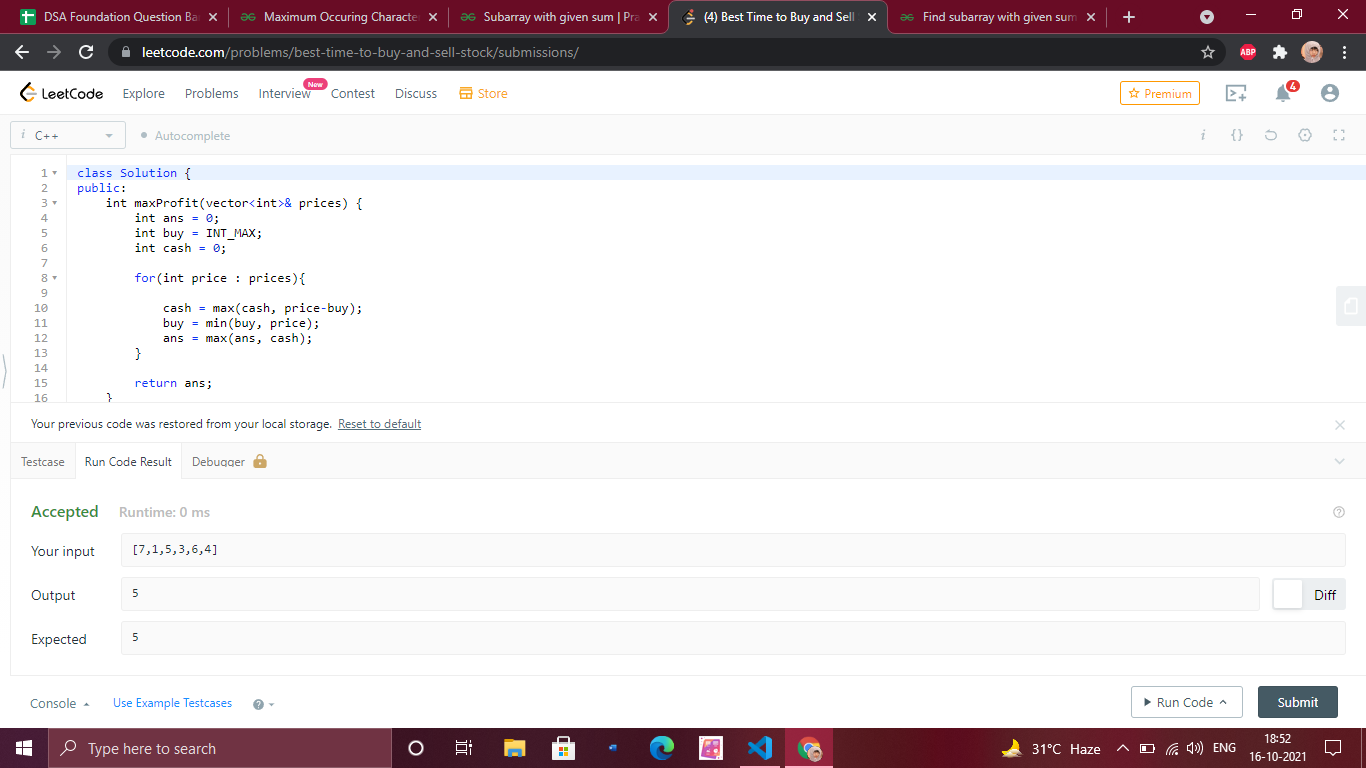 DSA Foundation Question Ba
Maximum Occuring Characte
Subarray with given sum | Pra
(4) Best Time to Buy and Sell
Find subarray with given sum
leetcode.com/problems/best-time-to-buy-and-sell-stock/submissions/
ABP
LeetCode
Explore
Problems
Interview
New
Contest
Discuss
Store
Premium
4
i C++
Autocomplete
i {}
1 class Solution {
2 public:
3 int maxProfit(vector<int>& prices) {
4 int ans = 0;
5 int buy = INT_MAX;
6 int cash = 0;
7
8 for(int price : prices){
9
10 cash = max(cash, price-buy);
11 buy = min(buy, price);
12 ans = max(ans, cash);
13 }
14
15 return ans;
16 }
Your previous code was restored from your local storage. Reset to default
Testcase
Run Code Result
Debugger
Accepted
Runtime: 0 ms
Your input
[7,1,5,3,6,4]
Output
5
Diff
Expected
5
Console
Use Example Testcases
Run Code
Submit
Type here to search
31°C Haze
ENG
18:52
16-10-2021